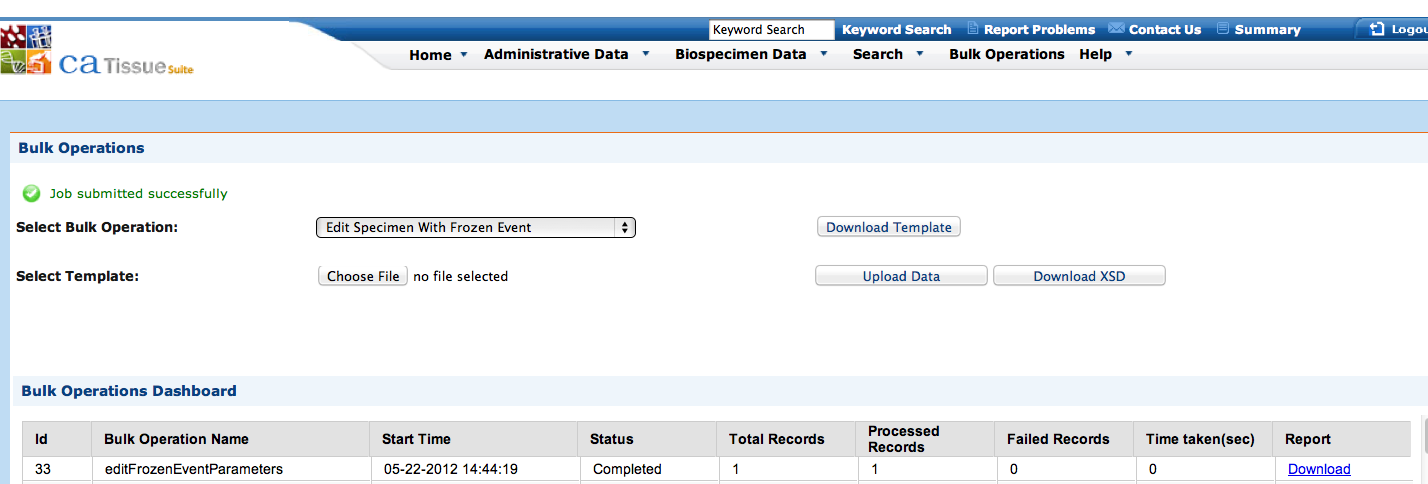 Keyword Search Keyword Search Report Problems Contact Us Summary
Home Administrative Data Biospecimen Data Search Bulk Operations Help
ca Tissue Suite
Bulk Operations
Job submitted successfully
Select Bulk Operation: Edit Specimen With Frozen Event Download Template
Select Template: Choose File no file selected Upload Data Download XSD
Bulk Operations Dashboard
Id Bulk Operation Name Start Time Status Total Records Processed Records Failed Records Time taken(sec) Report
33 editFrozenEventParameters 05-22-2012 14:44:19 Completed 1 1 0 0 Download